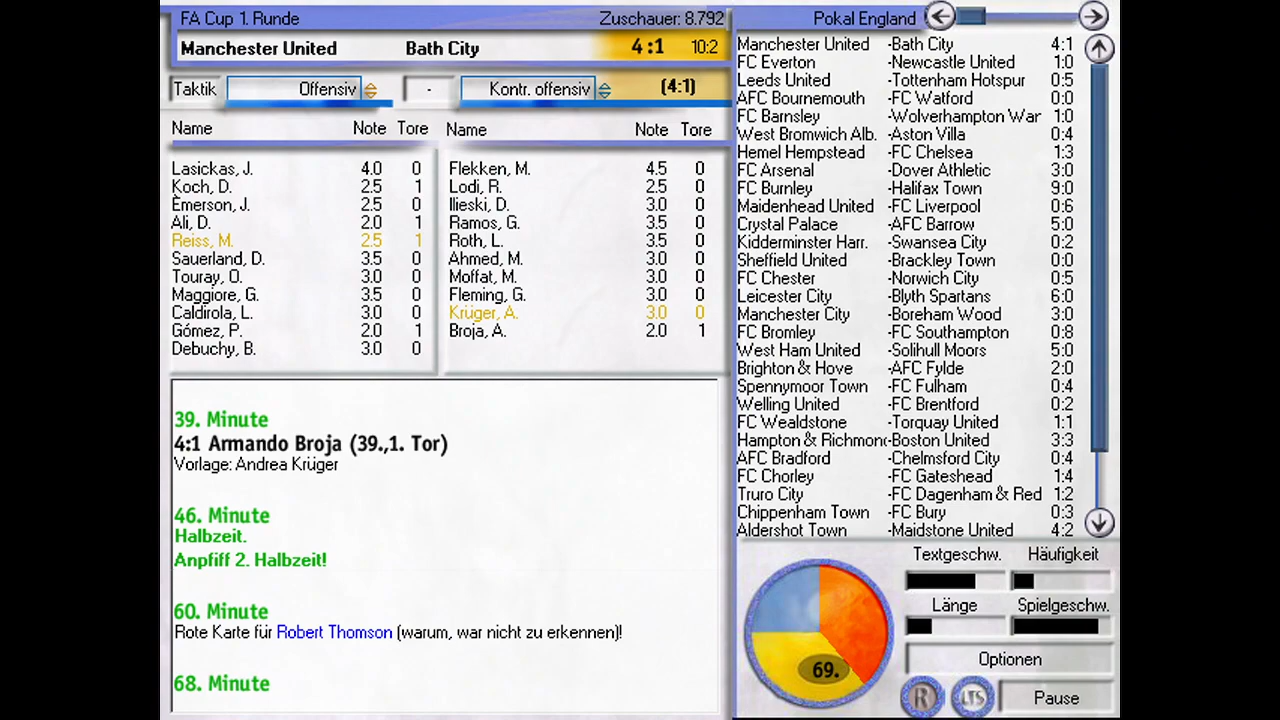 FA Cup 1. Runde Zuschauer: 8.792
Manchester United Bath City 4:1 10:2
Taktik Offensiv - Kontr. offensiv (4:1)
Name Note Tore Name Note Tore
Lasickas, J. 4.0 0 Flekken, M. 4.5 0
Koch, D. 2.5 1 Lodi, R. 2.5 0
Èmerson, J. 2.5 0 Ilieski, D. 3.0 0
Ali, D. 2.0 1 Ramos, G. 3.5 0
Reiss, M. 2.5 1 Roth, L. 3.5 0
Sauerland, D. 3.5 0 Ahmed, M. 3.0 0
Touray, O. 3.0 0 Moffat, M. 3.0 0
Maggiore, G. 3.5 0 Fleming, G. 3.0 0
Caldirola, L. 3.0 0 Krüger, A. 3.0 0
Gómez, P. 2.0 1 Broja, A. 2.0 1
Debuchy, B. 3.0 0
39. Minute
4:1 Armando Broja (39.,1. Tor)
Vorlage: Andrea Krüger
46. Minute
Halbzeit.
Anpfiff 2. Halbzeit!
60. Minute
Rote Karte für Robert Thomson (warum, war nicht zu erkennen)!
68. Minute
Pokal England
Manchester United -Bath City 4:1
FC Everton -Newcastle United 1:0
Leeds United -Tottenham Hotspur 0:5
AFC Bournemouth -FC Watford 0:0
FC Barnsley -Wolverhampton War 1:0
West Bromwich Alb. -Aston Villa 0:4
Hemel Hempstead -FC Chelsea 1:3
FC Arsenal -Dover Athletic 3:0
FC Burnley -Halifax Town 9:0
Maidenhead United -FC Liverpool 0:6
Crystal Palace -AFC Barrow 5:0
Kidderminster Harr. -Swansea City 0:2
Sheffield United -Brackley Town 0:0
FC Chester -Norwich City 0:5
Leicester City -Blyth Spartans 6:0
Manchester City -Boreham Wood 3:0
FC Bromley -FC Southampton 0:8
West Ham United -Solihull Moors 5:0
Brighton & Hove -AFC Fylde 2:0
Spennymoor Town -FC Fulham 0:4
Welling United -FC Brentford 0:2
FC Wealdstone -Torquay United 1:1
Hampton & Richmond -Boston United 3:3
AFC Bradford -Chelmsford City 0:4
FC Chorley -FC Gateshead 1:4
Truro City -FC Dagenham & Red 1:2
Chippenham Town -FC Bury 0:3
Aldershot Town -Maidstone United 4:2
Textgeschw. Häufigkeit
Länge Spielgeschw.
69.
Optionen
R LTS Pause